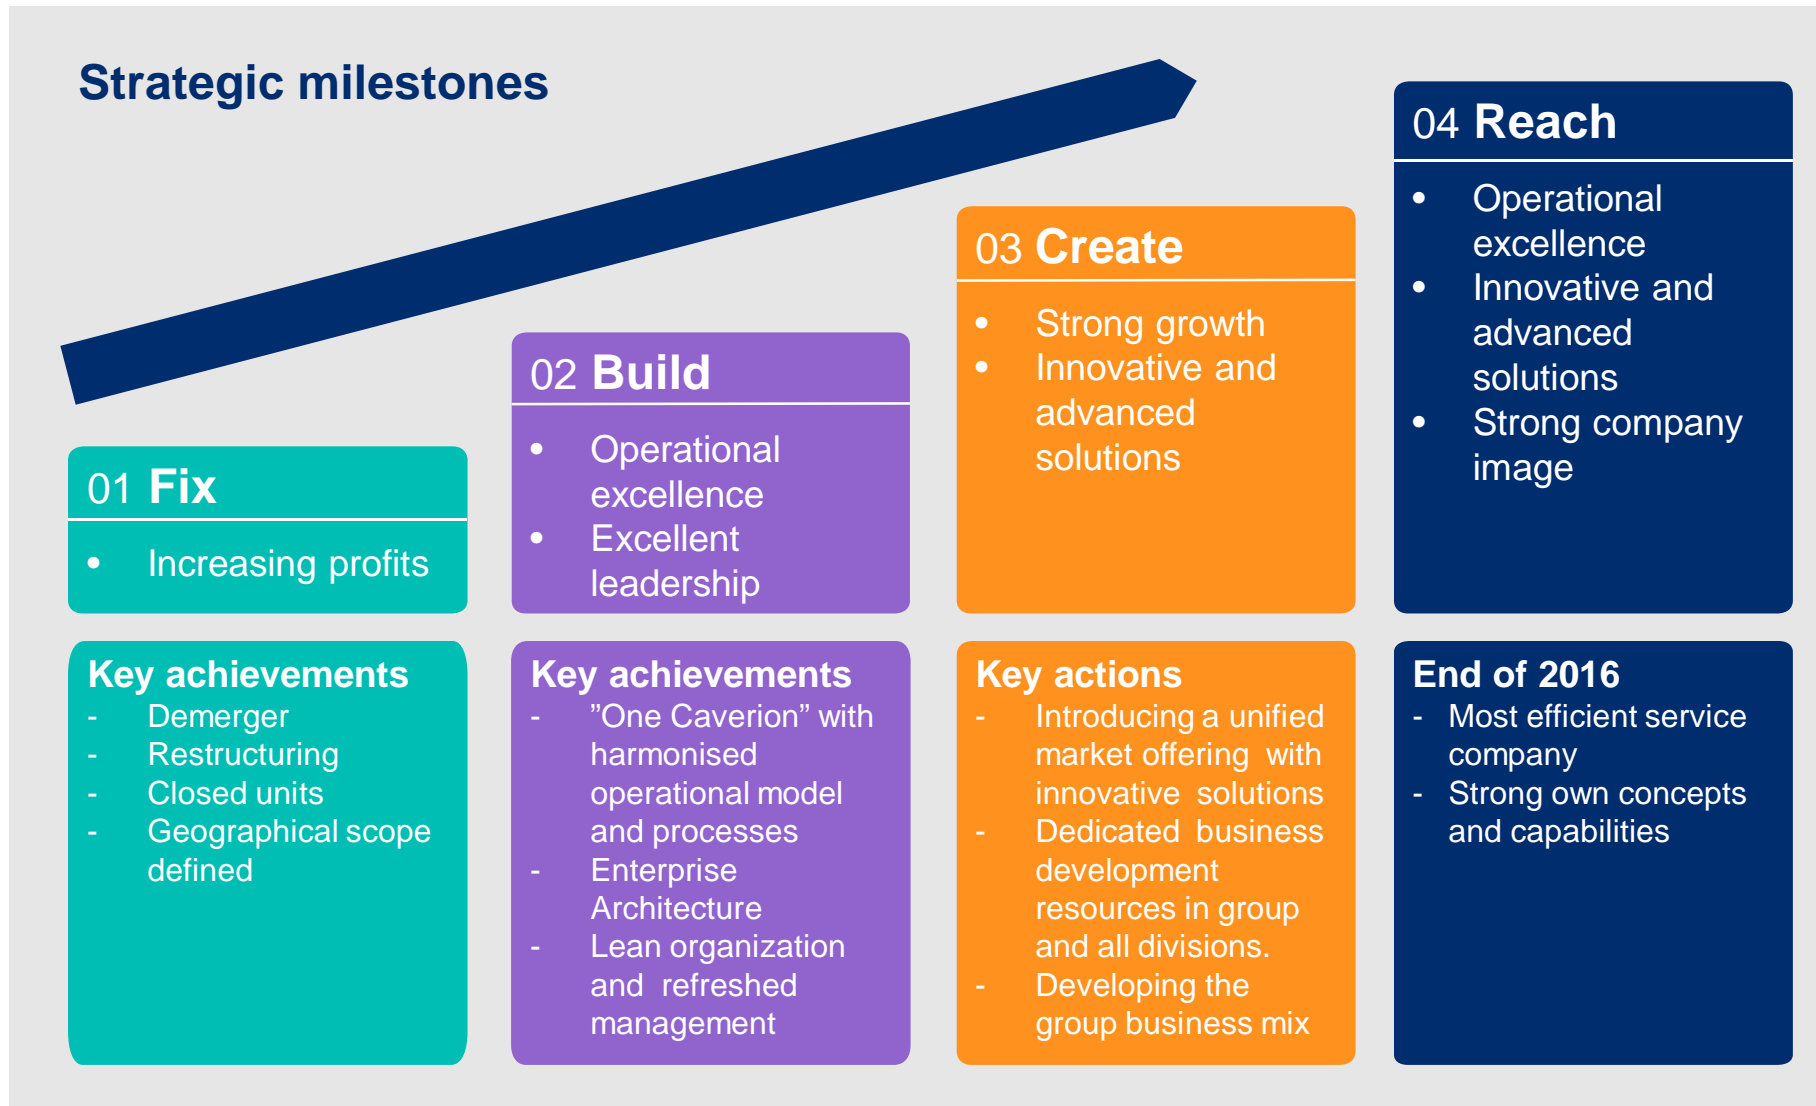 Strategic milestones
01 Fix
• Increasing profits
Key achievements
- Demerger
- Restructuring
- Closed units
- Geographical scope
defined
02 Build
• Operational
excellence
• Excellent
leadership
Key achievements
- ”One Caverion” with
harmonised
operational model
and processes
- Enterprise
Architecture
- Lean organization
and refreshed
management
03 Create
• Strong growth
• Innovative and
advanced
solutions
Key actions
- Introducing a unified
market offering with
innovative solutions
- Dedicated business
development
resources in group
and all divisions.
- Developing the
group business mix
04 Reach
• Operational
excellence
• Innovative and
advanced
solutions
• Strong company
image
End of 2016
- Most efficient service
company
- Strong own concepts
and capabilities